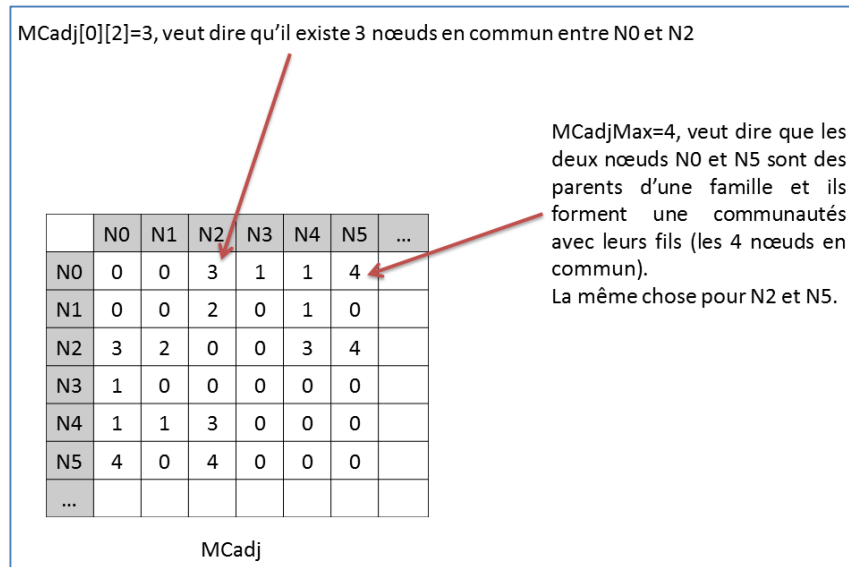 MCadj[0][2]=3, veut dire qu'il existe 3 nœuds en commun entre N0 et N2
MCadjMax=4, veut dire que les
deux nœuds N0 et N5 sont des
parents d'une famille et ils
forment une communautés
avec leurs fils (les 4 nœuds en
commun).
La même chose pour N2 et N5.
N0 N1 N2 N3 N4 N5 ...
N0 0 0 3 1 1 4
N1 0 0 2 0 1 0
N2 3 2 0 0 3 4
N3 1 0 0 0 0 0
N4 1 1 3 0 0 0
N5 4 0 4 0 0 0
...
MCadj